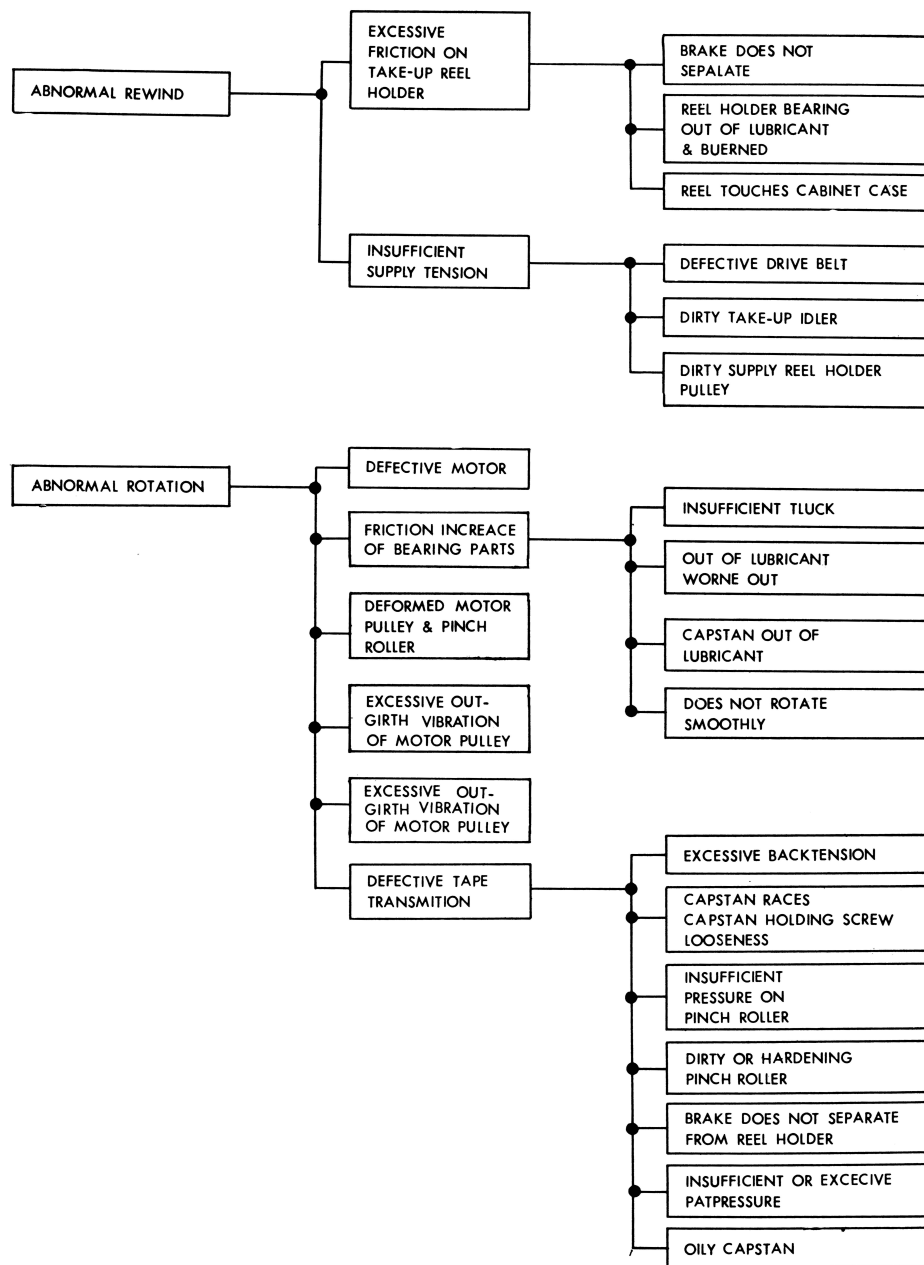 ABNORMAL REWIND
EXCESSIVE
FRICTION ON
TAKE-UP REEL
HOLDER
BRAKE DOES NOT
SEPALATE
REEL HOLDER BEARING
OUT OF LUBRICANT
& BUERNED
REEL TOUCHES CABINET CASE
INSUFFICIENT
SUPPLY TENSION
DEFECTIVE DRIVE BELT
DIRTY TAKE-UP IDLER
DIRTY SUPPLY REEL HOLDER
PULLEY
ABNORMAL ROTATION
DEFECTIVE MOTOR
FRICTION INCREACE
OF BEARING PARTS
INSUFFICIENT TLUCK
OUT OF LUBRICANT
WORNE OUT
CAPSTAN OUT OF
LUBRICANT
DOES NOT ROTATE
SMOOTHLY
DEFORMED MOTOR
PULLEY & PINCH
ROLLER
EXCESSIVE OUT-
GIRTH VIBRATION
OF MOTOR PULLEY
EXCESSIVE OUT-
GIRTH VIBRATION
OF MOTOR PULLEY
DEFECTIVE TAPE
TRANSMITION
EXCESSIVE BACKTENSION
CAPSTAN RACES
CAPSTAN HOLDING SCREW
LOOSENESS
INSUFFICIENT
PRESSURE ON
PINCH ROLLER
DIRTY OR HARDENING
PINCH ROLLER
BRAKE DOES NOT SEPARATE
FROM REEL HOLDER
INSUFFICIENT OR EXCECIVE
PATPRESSURE
OILY CAPSTAN